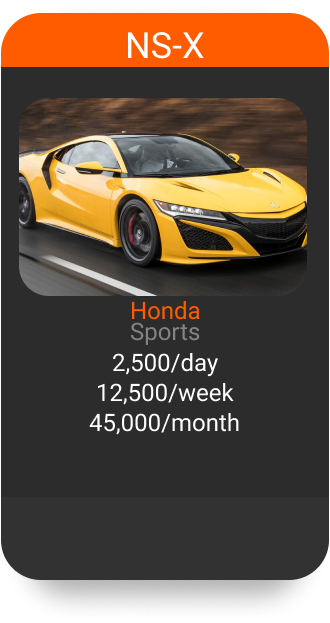 NS-X
Honda
Sports
2,500/day
12,500/week
45,000/month